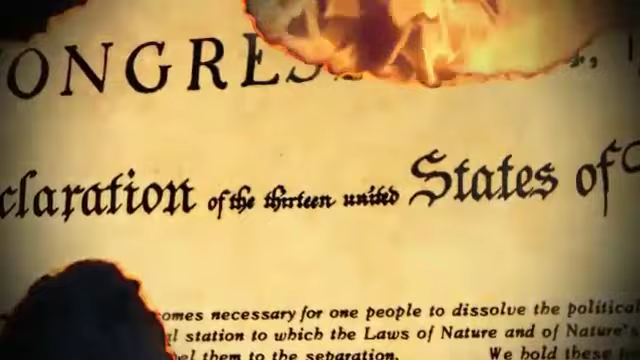 ONGRES
claration of the thirteen united States of
omes necessary for one people to dissolve the political
l station to which the Laws of Nature and of Nature'
el them to the separation. We hold these